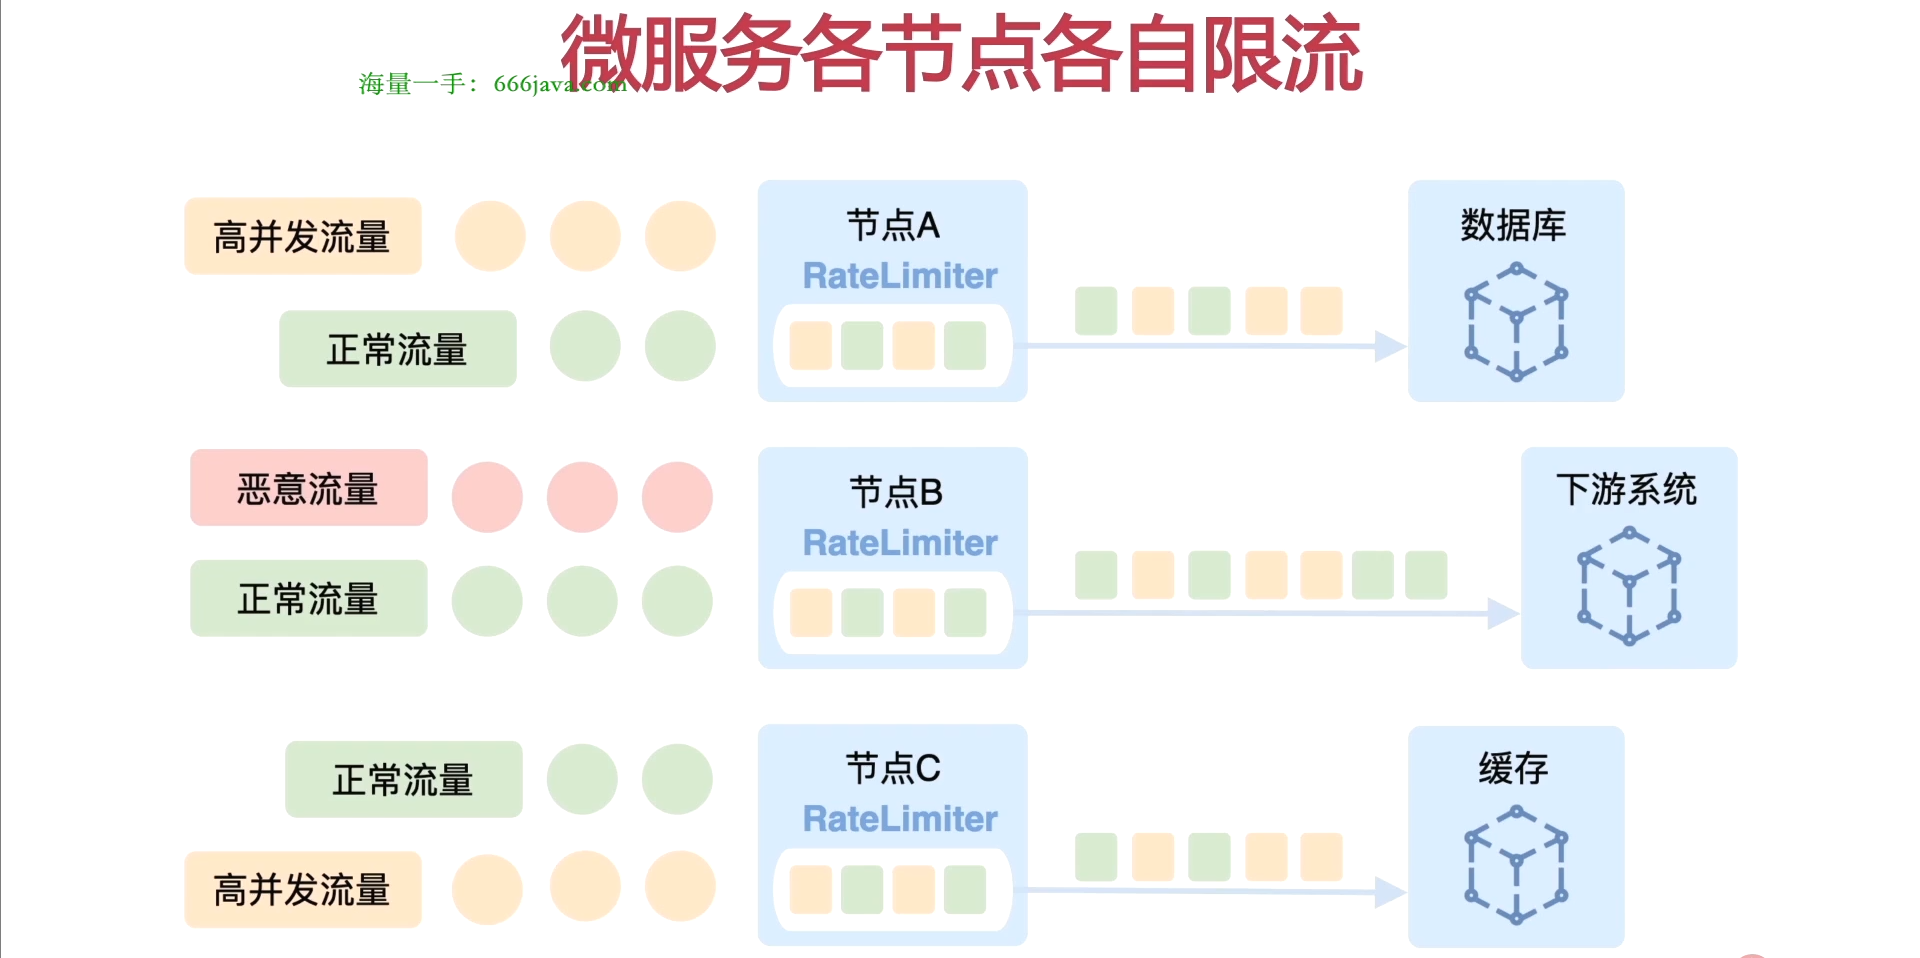 微服务各节点各自限流
海量一手：666java.com
高并发流量
正常流量
节点A
RateLimiter
数据库
恶意流量
正常流量
节点B
RateLimiter
下游系统
正常流量
高并发流量
节点C
RateLimiter
缓存